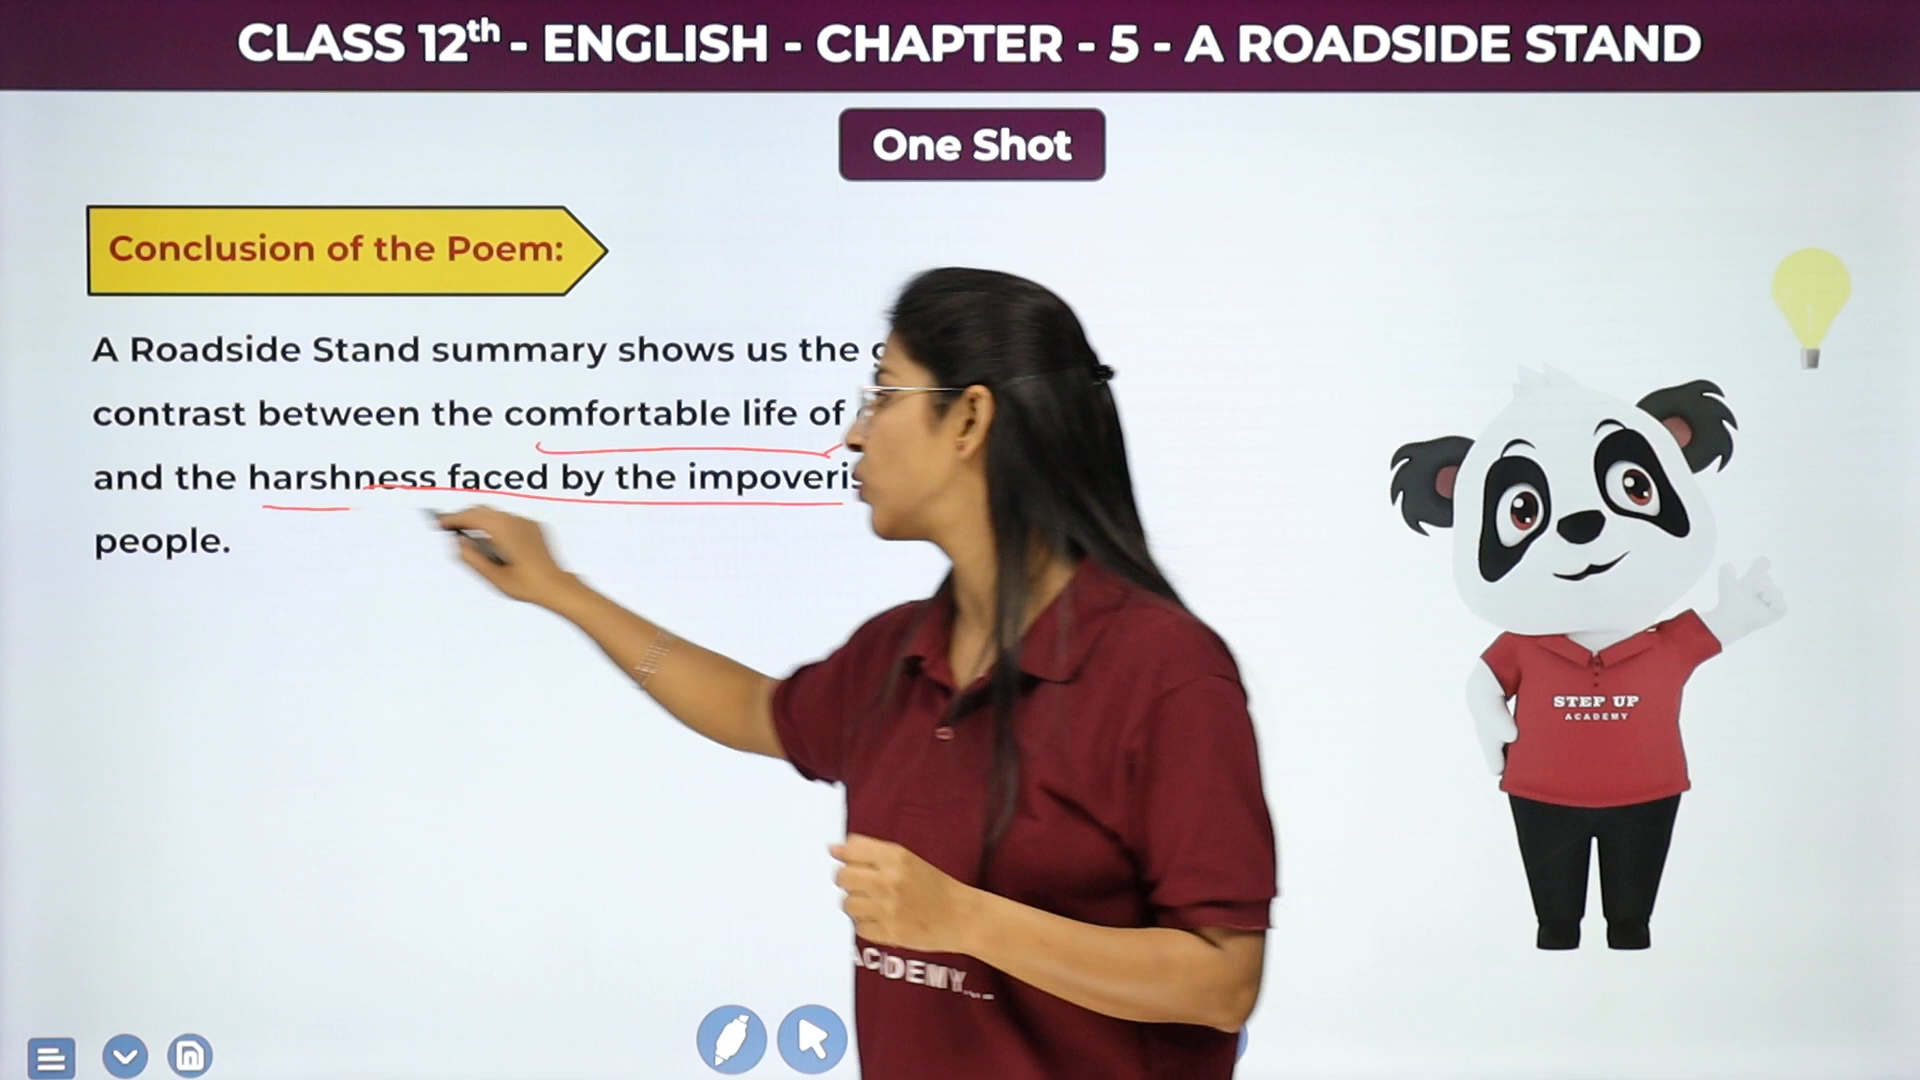 CLASS 12th - ENGLISH - CHAPTER - 5 - A ROADSIDE STAND
One Shot
Conclusion of the Poem:
A Roadside Stand summary shows us the
contrast between the comfortable life of
and the harshness faced by the
people.
STEP UP
ACADEMY
ACADEMY